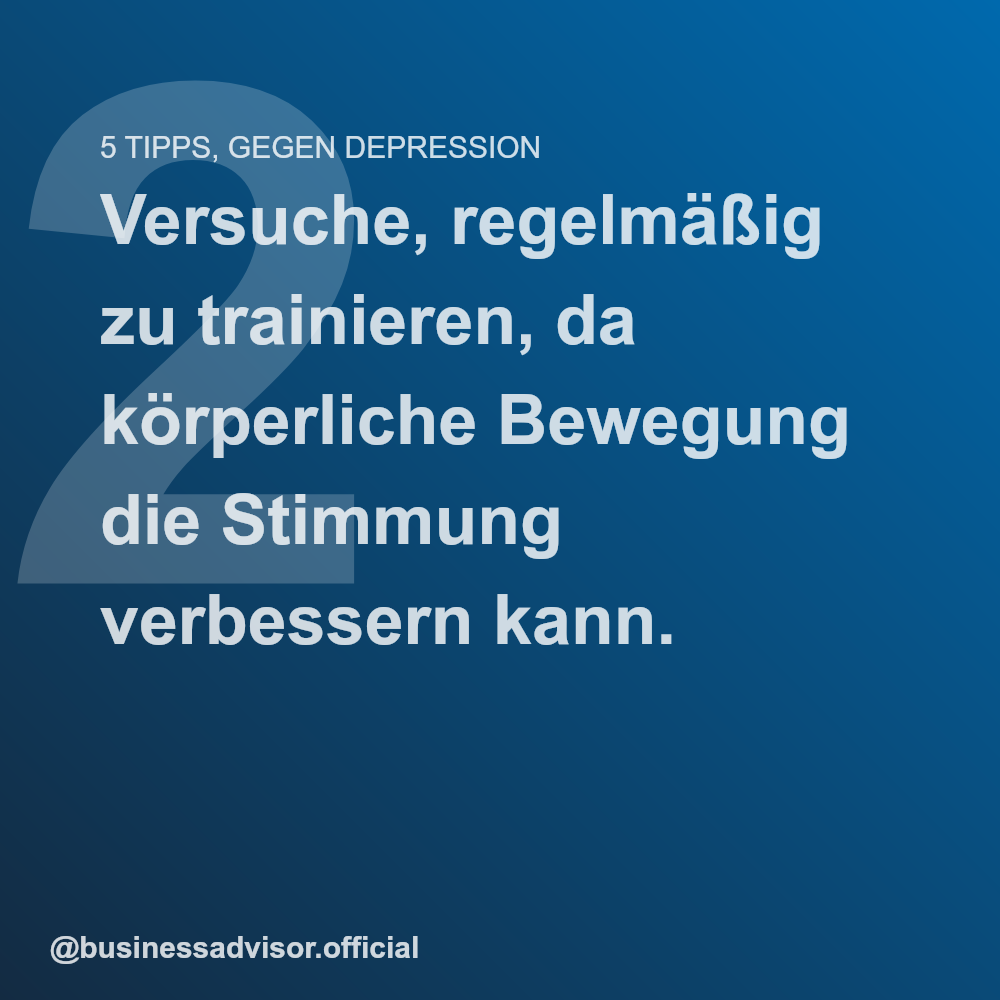 2
5 TIPPS, GEGEN DEPRESSION
Versuche, regelmäßig
zu trainieren, da
körperliche Bewegung
die Stimmung
verbessern kann.
@businessadvisor.official